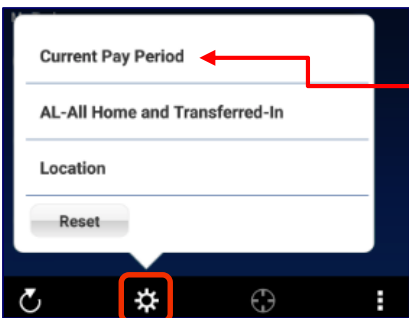 Current Pay Period
AL-All Home and Transferred-In
Location
Reset